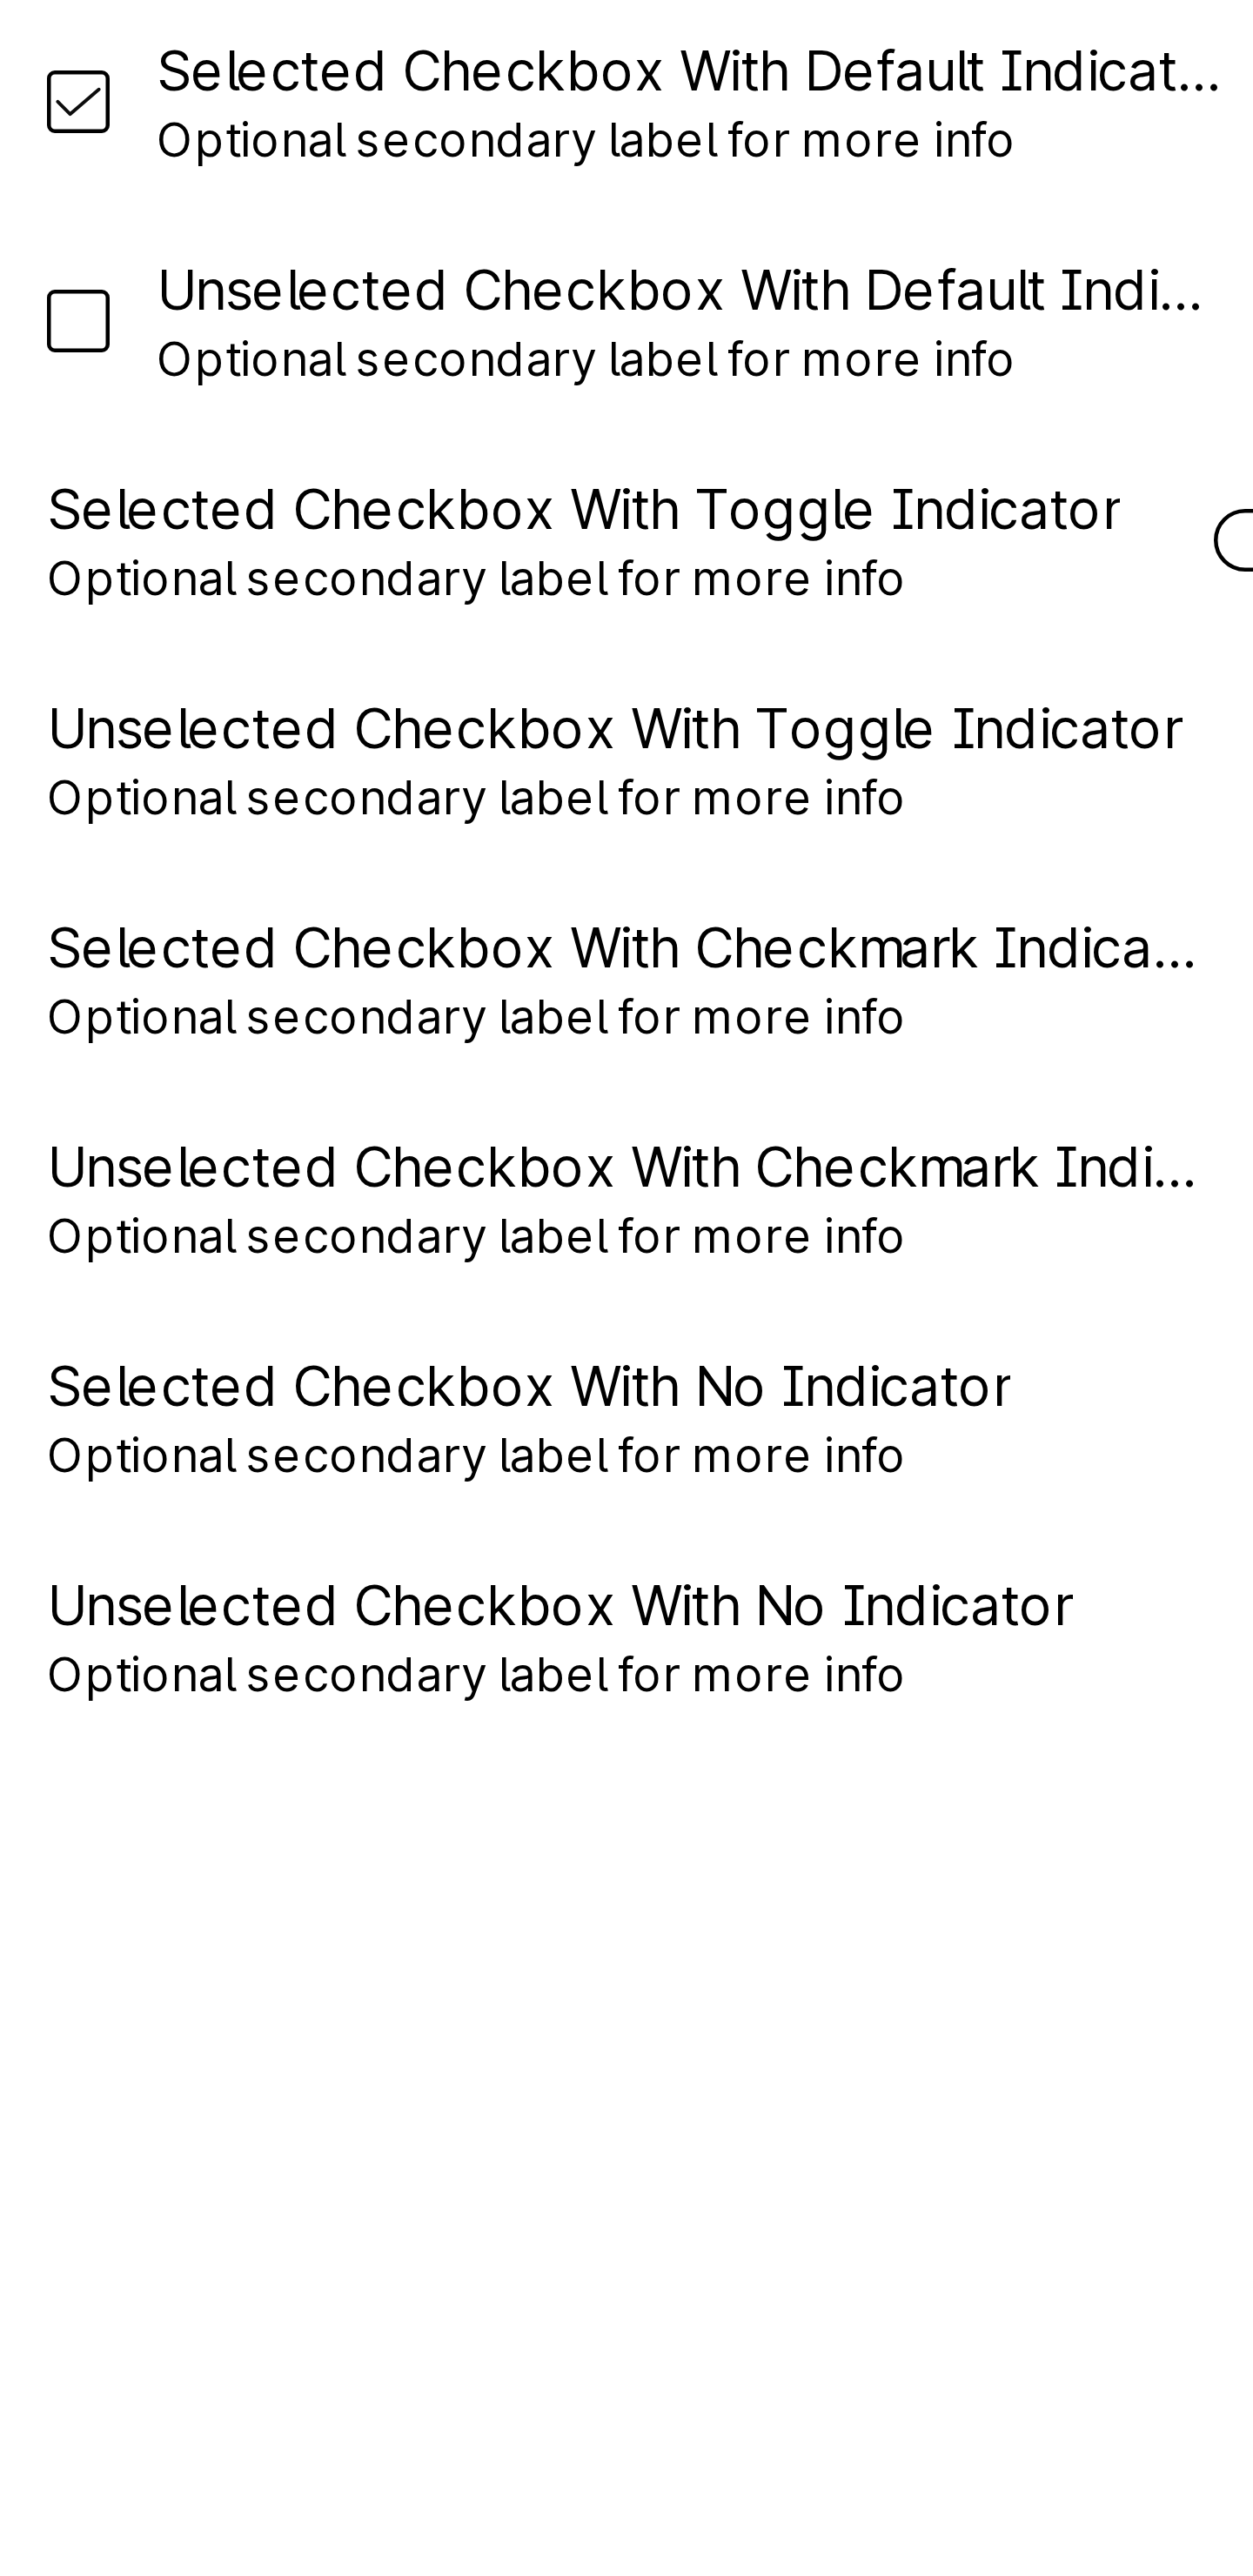 Selected Checkbox With Default Indicat...
Optional secondary label for more info
Unselected Checkbox With Default Indi...
Optional secondary label for more info
Selected Checkbox With Toggle Indicator
Optional secondary label for more info
Unselected Checkbox With Toggle Indicator
Optional secondary label for more info
Selected Checkbox With Checkmark Indica...
Optional secondary label for more info
Unselected Checkbox With Checkmark Indi...
Optional secondary label for more info
Selected Checkbox With No Indicator
Optional secondary label for more info
Unselected Checkbox With No Indicator
Optional secondary label for more info